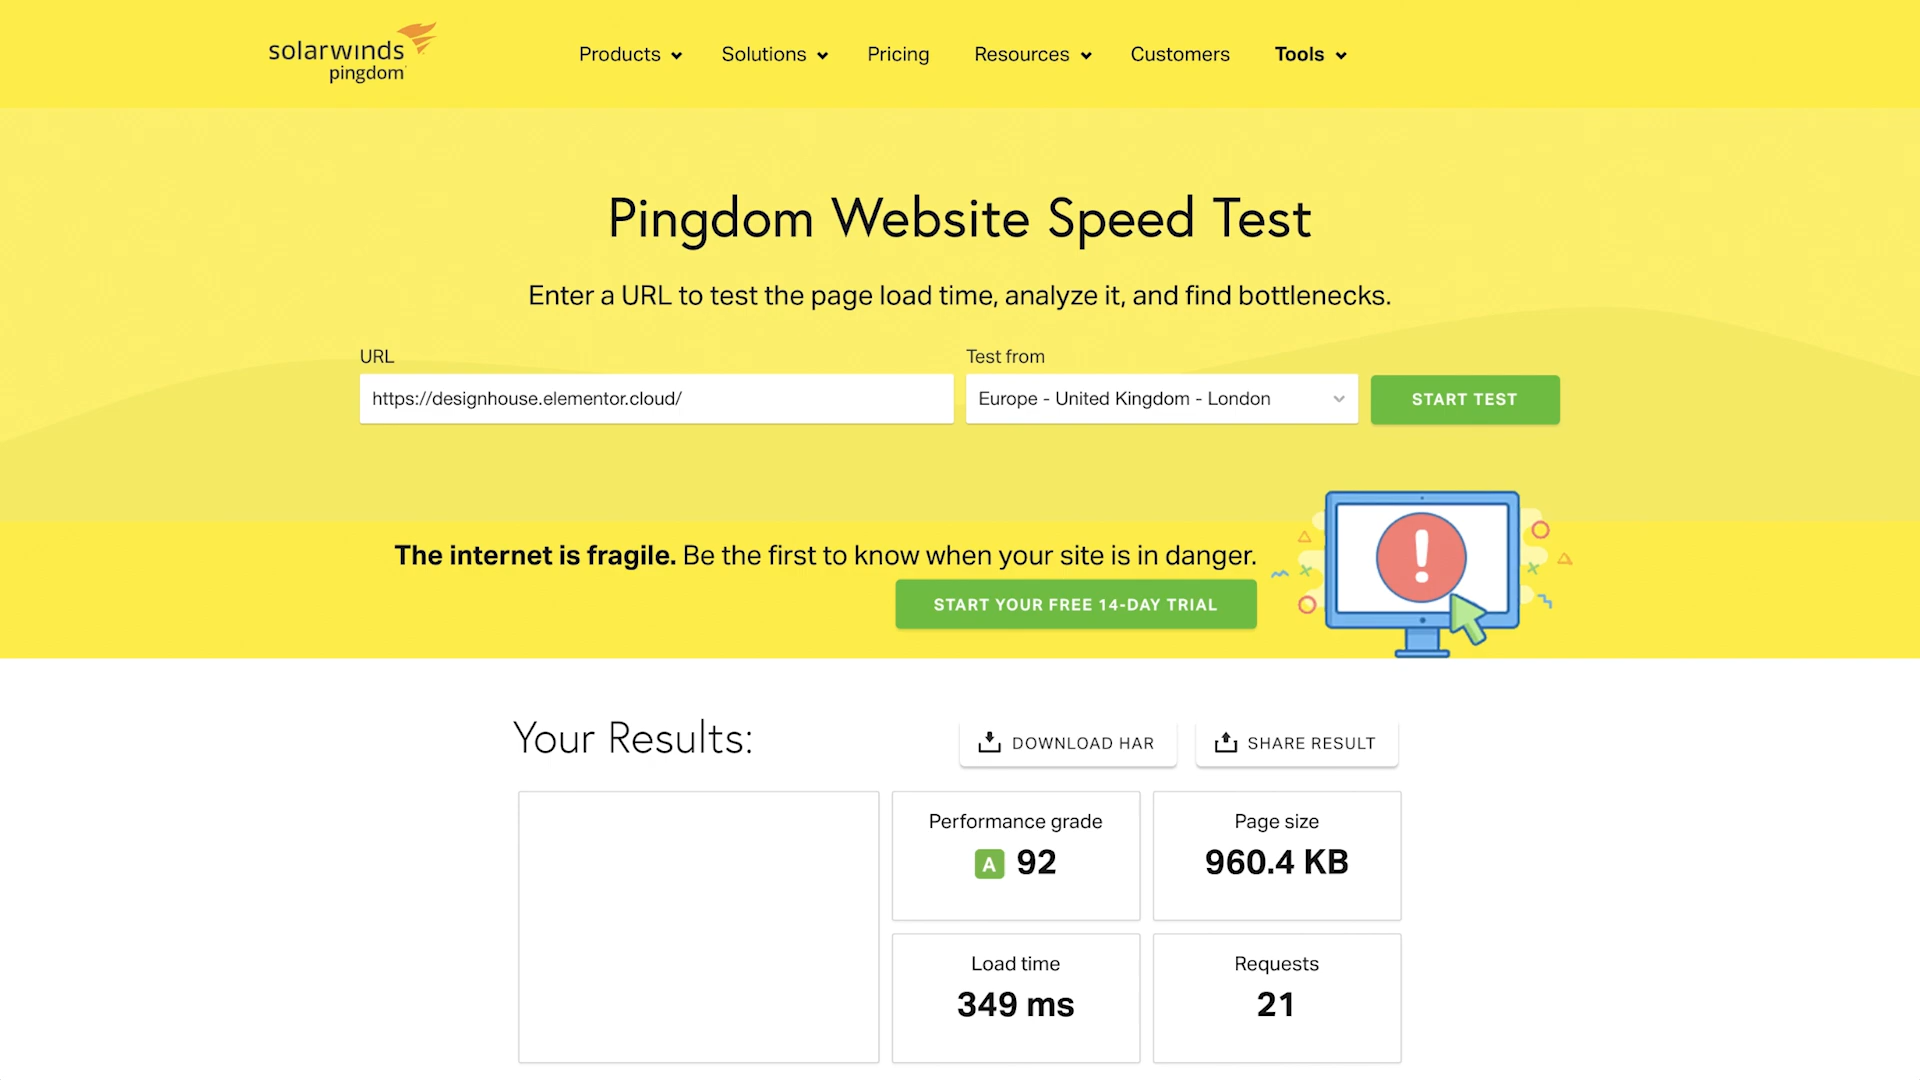 solarwinds
pingdom
Products
Solutions
Pricing
Resources
Customers
Tools
Pingdom Website Speed Test
Enter a URL to test the page load time, analyze it, and find bottlenecks.
URL
Test from
https://designhouse.elementor.cloud/
Europe - United Kingdom - London
START TEST
The internet is fragile. Be the first to know when your site is in danger.
START YOUR FREE 14-DAY TRIAL
!
Your Results:
DOWNLOAD HAR
SHARE RESULT
Performance grade
A 92
Page size
960.4 KB
Load time
349 ms
Requests
21